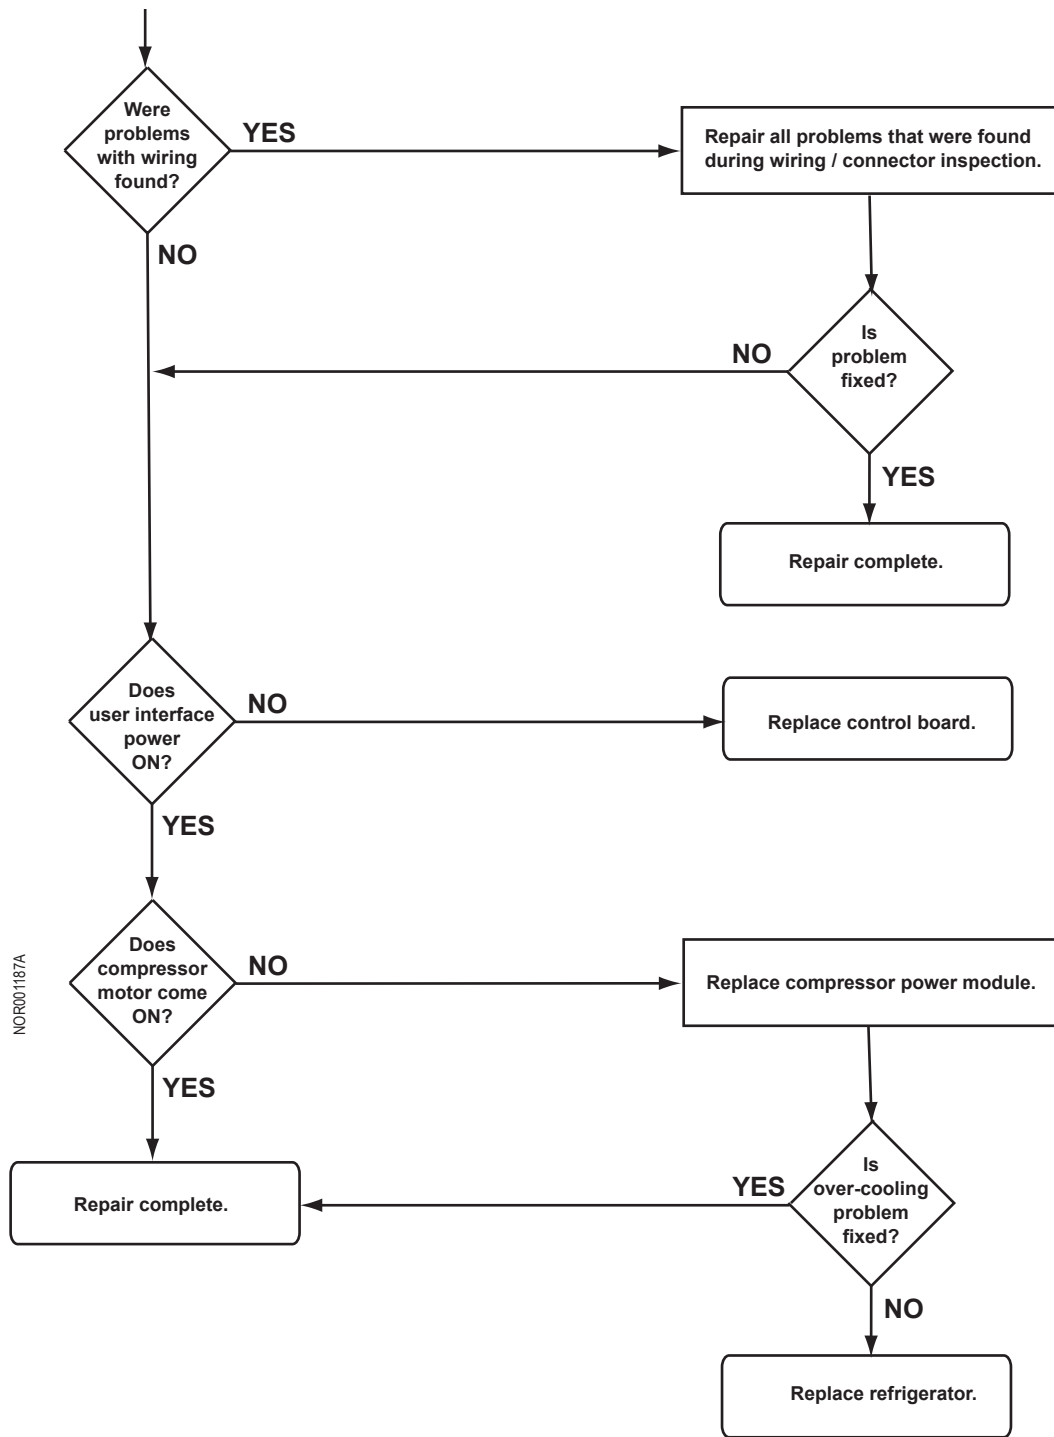 Were
problems
with wiring
found?
YES
Repair all problems that were found
during wiring / connector inspection.
NO
Is
problem
fixed?
NO
YES
Repair complete.
Does
user interface
power
ON?
NO
Replace control board.
YES
Does
compressor
motor come
ON?
NO
Replace compressor power module.
NOR001187A
YES
Repair complete.
Is
over-cooling
problem
fixed?
YES
NO
Replace refrigerator.